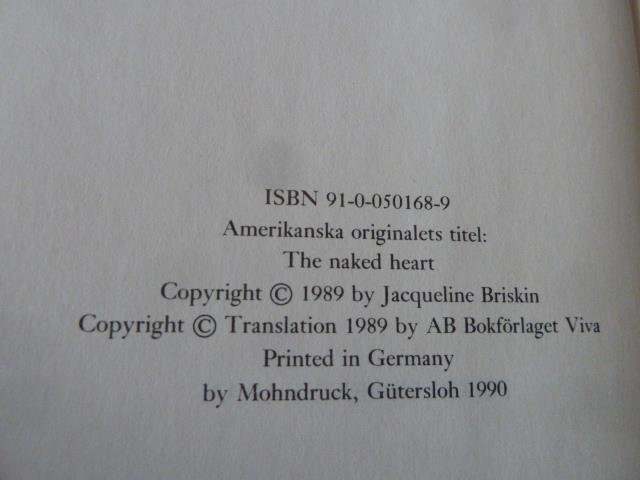 ISBN 91-0-050168-9
Amerikanska originalets titel:
The naked heart
Copyright © 1989 by Jacqueline Briskin
Copyright © Translation 1989 by AB Bokförlaget Viva
Printed in Germany
by Mohndruck, Gütersloh 1990